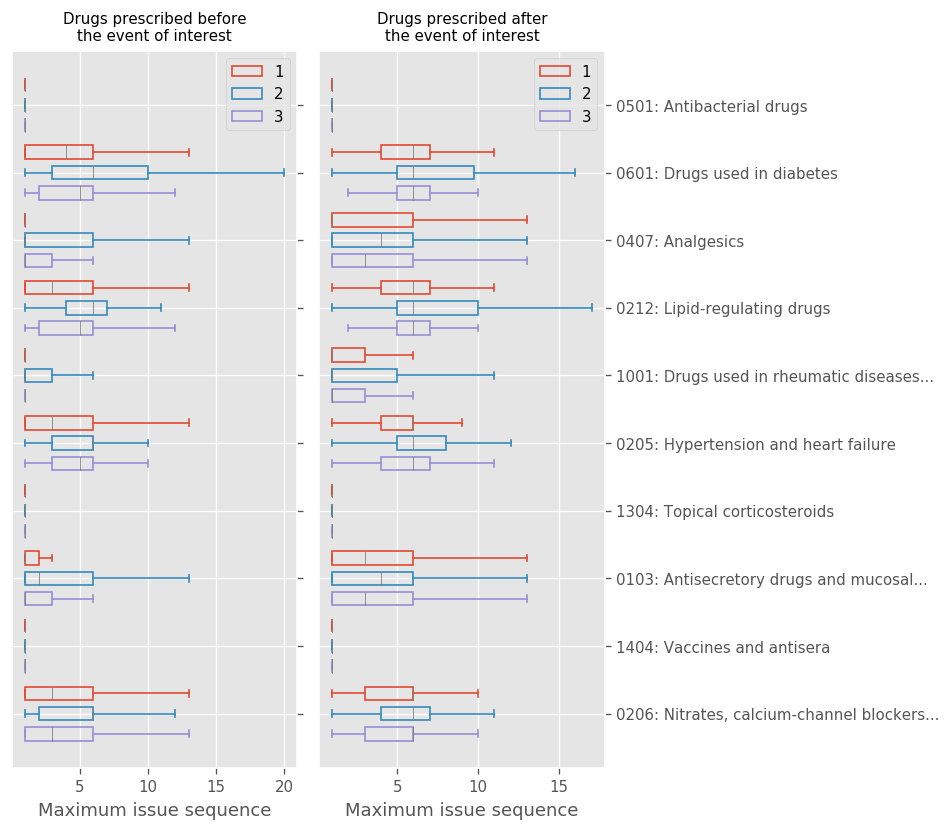 Drugs prescribed before
the event of interest
Drugs prescribed after
the event of interest
1
2
3
1
2
3
0501: Antibacterial drugs
0601: Drugs used in diabetes
0407: Analgesics
0212: Lipid-regulating drugs
1001: Drugs used in rheumatic diseases...
0205: Hypertension and heart failure
1304: Topical corticosteroids
0103: Antisecretory drugs and mucosal...
1404: Vaccines and antisera
0206: Nitrates, calcium-channel blockers...
5 10 15 20
5 10 15
Maximum issue sequence
Maximum issue sequence